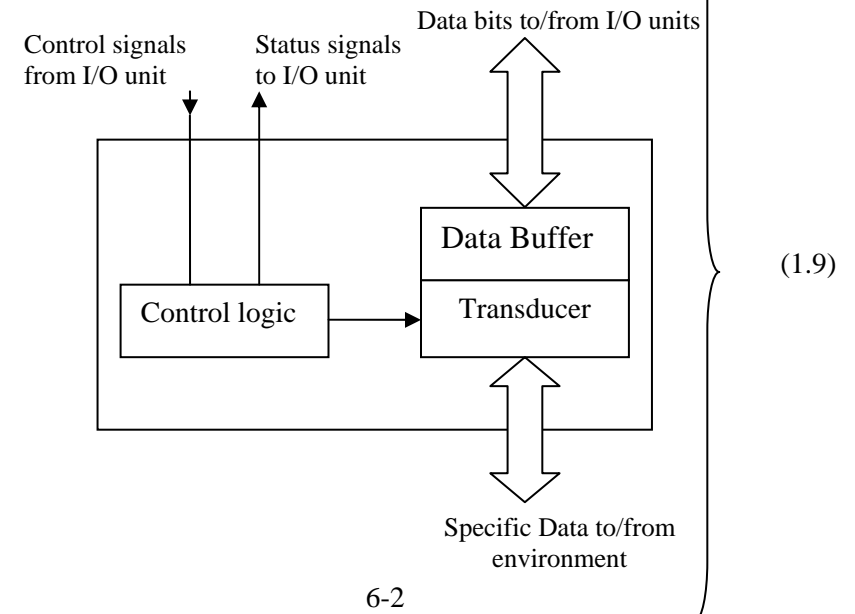 Data bits to/from I/O units
Control signals
from I/O unit
Status signals
to I/O unit
Data Buffer
Control logic
Transducer
(1.9)
Specific Data to/from
environment
6-2